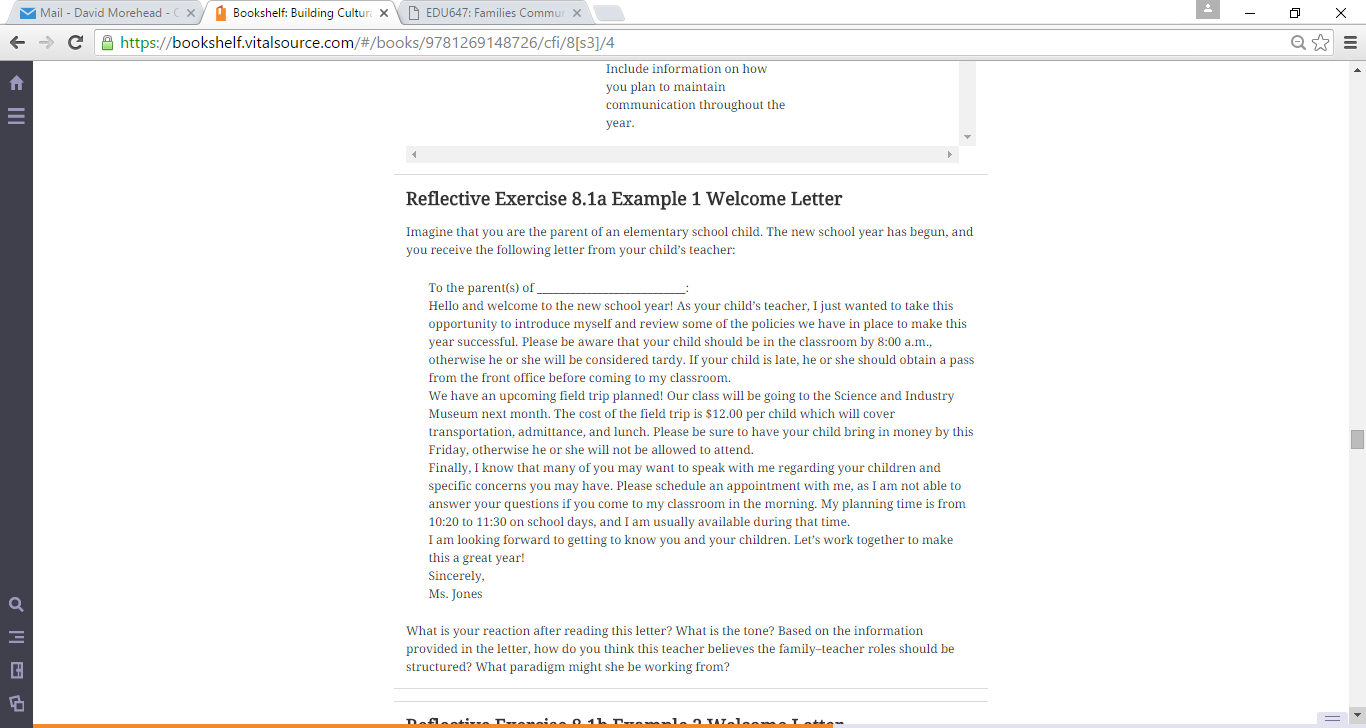 Mail - David Morehead - C
Bookshelf: Building Cultura
EDU647: Families Commun
https://bookshelf.vitalsource.com/#/books/9781269148726/cfi/8[s3]/4
Include information on how
you plan to maintain
communication throughout the
year.
Reflective Exercise 8.1a Example 1 Welcome Letter
Imagine that you are the parent of an elementary school child. The new school year has begun, and
you receive the following letter from your child’s teacher:
To the parent(s) of ___________________________:
Hello and welcome to the new school year! As your child’s teacher, I just wanted to take this
opportunity to introduce myself and review some of the policies we have in place to make this
year successful. Please be aware that your child should be in the classroom by 8:00 a.m.,
otherwise he or she will be considered tardy. If your child is late, he or she should obtain a pass
from the front office before coming to my classroom.
We have an upcoming field trip planned! Our class will be going to the Science and Industry
Museum next month. The cost of the field trip is $12.00 per child which will cover
transportation, admittance, and lunch. Please be sure to have your child bring in money by this
Friday, otherwise he or she will not be allowed to attend.
Finally, I know that many of you may want to speak with me regarding your children and
specific concerns you may have. Please schedule an appointment with me, as I am not able to
answer your questions if you come to my classroom in the morning. My planning time is from
10:20 to 11:30 on school days, and I am usually available during that time.
I am looking forward to getting to know you and your children. Let’s work together to make
this a great year!
Sincerely,
Ms. Jones
What is your reaction after reading this letter? What is the tone? Based on the information
provided in the letter, how do you think this teacher believes the family–teacher roles should be
structured? What paradigm might she be working from?
Reflective Exercise 8.1b Example 2 Welcome Letter